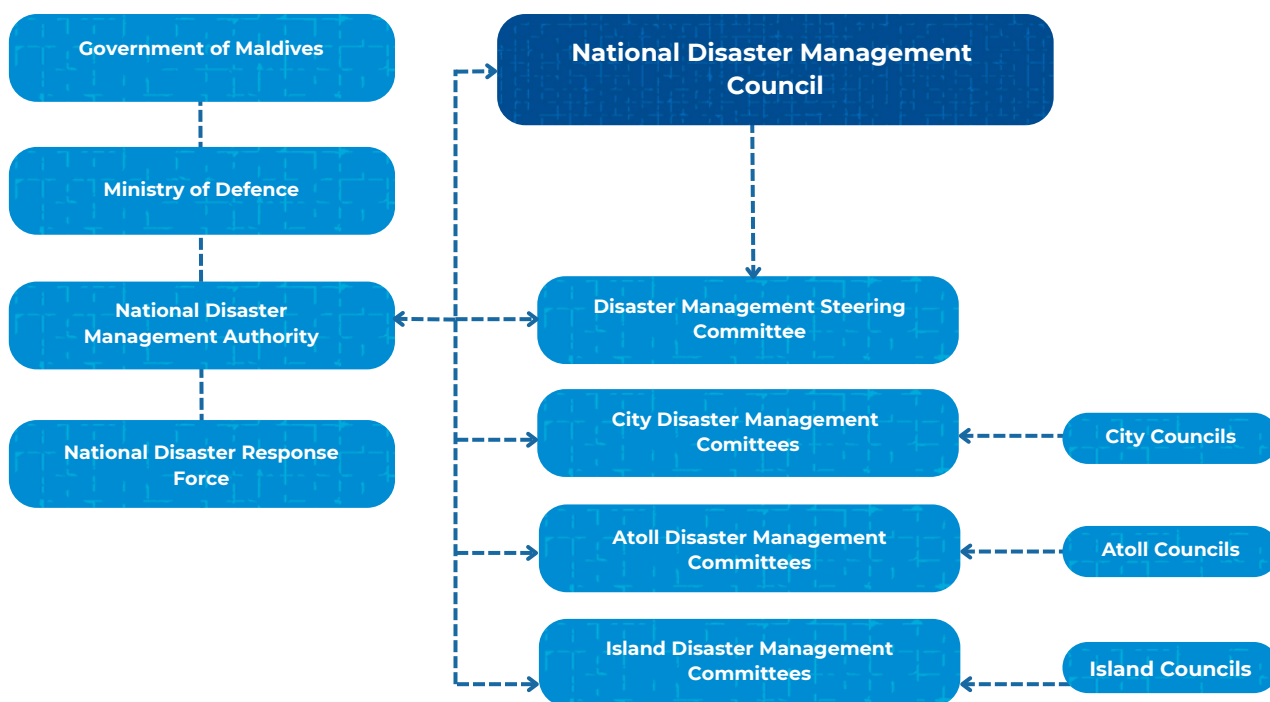 Government of Maldives
National Disaster Management
Council
Ministry of Defence
National Disaster
Management Authority
Disaster Management Steering
Committee
National Disaster Response
Force
City Disaster Management
Comittees
City Councils
Atoll Disaster Management
Committees
Atoll Councils
Island Disaster Management
Committees
Island Councils